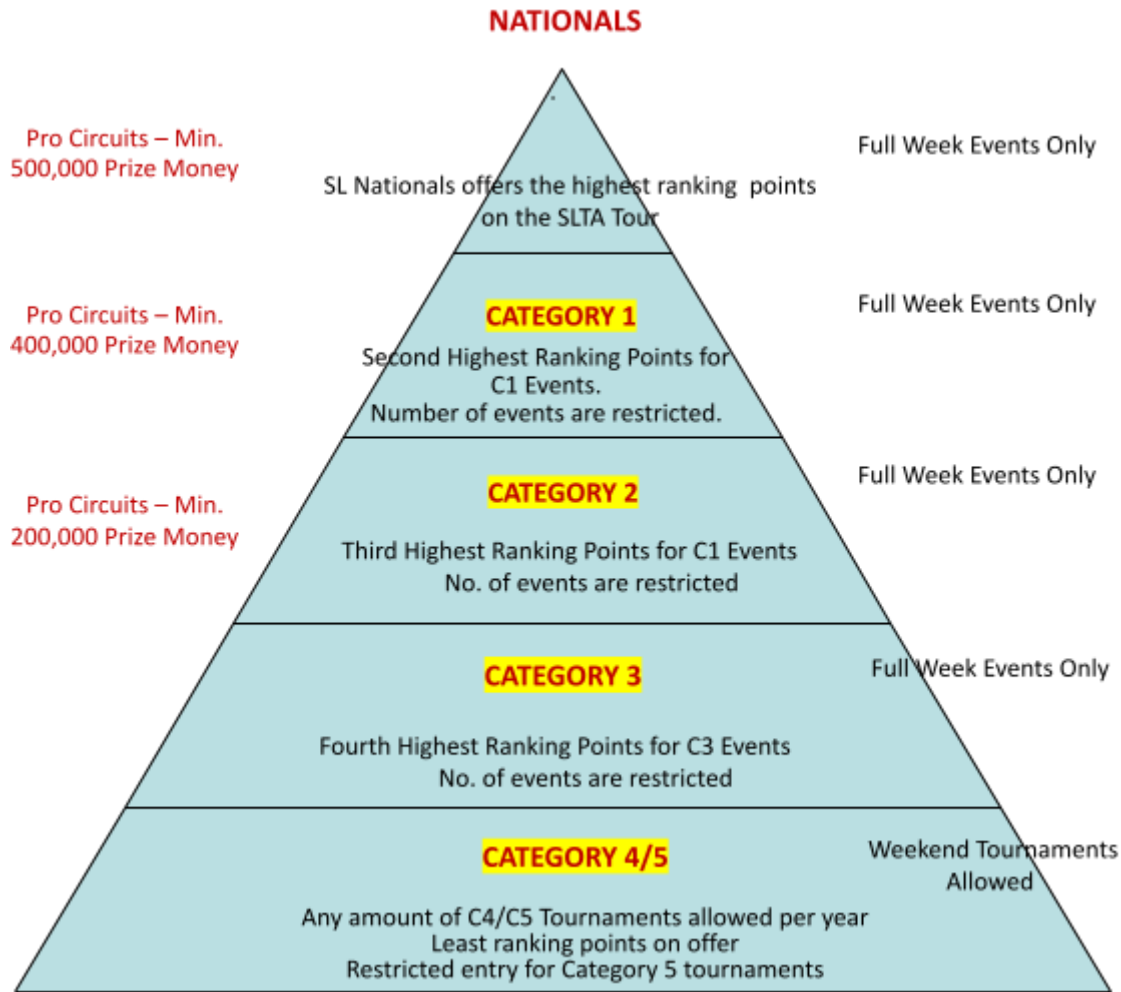 NATIONALS
Pro Circuits – Min.
500,000 Prize Money
Full Week Events Only
SL Nationals offers the highest ranking points
on the SLTA Tour
Pro Circuits – Min.
400,000 Prize Money
Full Week Events Only
CATEGORY 1
Second Highest Ranking Points for
C1 Events.
Number of events are restricted.
Pro Circuits – Min.
200,000 Prize Money
Full Week Events Only
CATEGORY 2
Third Highest Ranking Points for C1 Events
No. of events are restricted
Full Week Events Only
CATEGORY 3
Fourth Highest Ranking Points for C3 Events
No. of events are restricted
Weekend Tournaments
Allowed
CATEGORY 4/5
Any amount of C4/C5 Tournaments allowed per year
Least ranking points on offer
Restricted entry for Category 5 tournaments